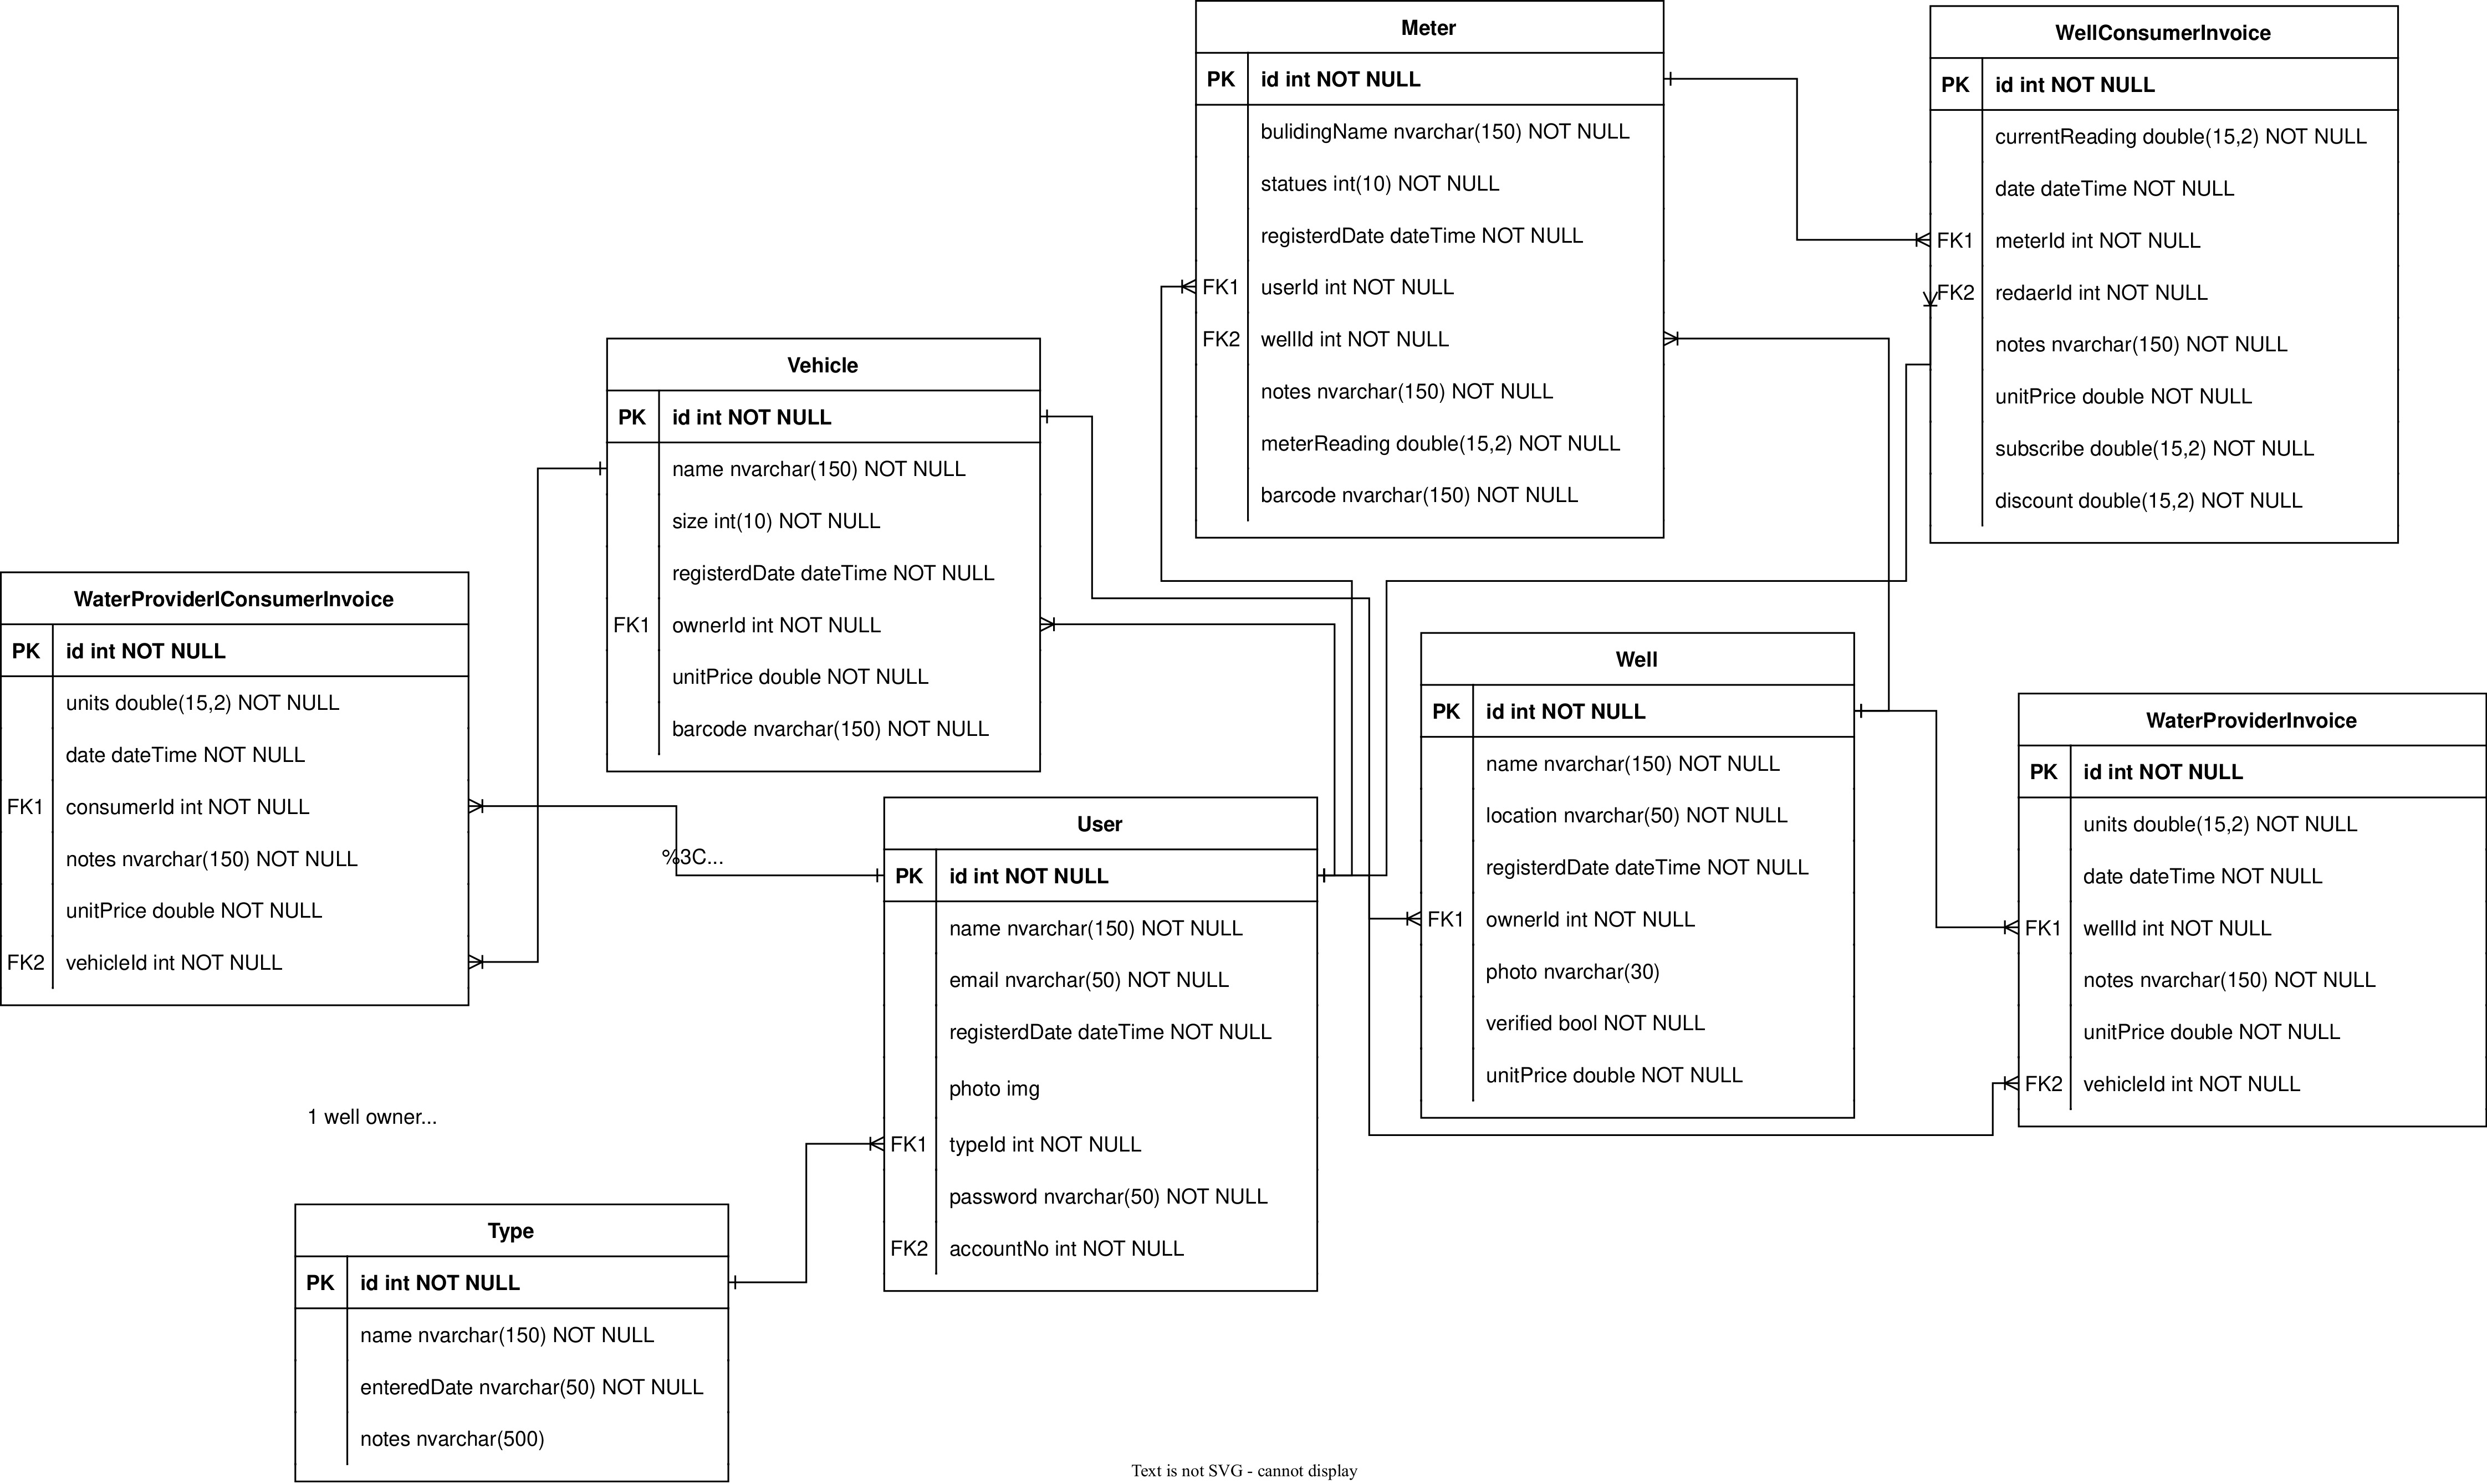 Meter
PK id int NOT NULL
bulidingName nvarchar(150) NOT NULL
statues int(10) NOT NULL
registerdDate dateTime NOT NULL
FK1 userId int NOT NULL
FK2 wellId int NOT NULL
notes nvarchar(150) NOT NULL
meterReading double(15,2) NOT NULL
barcode nvarchar(150) NOT NULL
WellConsumerInvoice
PK id int NOT NULL
currentReading double(15,2) NOT NULL
date dateTime NOT NULL
FK1 meterId int NOT NULL
FK2 redaerId int NOT NULL
notes nvarchar(150) NOT NULL
unitPrice double NOT NULL
subscribe double(15,2) NOT NULL
discount double(15,2) NOT NULL
Vehicle
PK id int NOT NULL
name nvarchar(150) NOT NULL
size int(10) NOT NULL
registerdDate dateTime NOT NULL
FK1 ownerId int NOT NULL
unitPrice double NOT NULL
barcode nvarchar(150) NOT NULL
WaterProviderIConsumerInvoice
PK id int NOT NULL
units double(15,2) NOT NULL
date dateTime NOT NULL
FK1 consumerId int NOT NULL
notes nvarchar(150) NOT NULL
unitPrice double NOT NULL
FK2 vehicleId int NOT NULL
%3C...
User
PK id int NOT NULL
name nvarchar(150) NOT NULL
email nvarchar(50) NOT NULL
registerdDate dateTime NOT NULL
photo img
FK1 typeId int NOT NULL
password nvarchar(50) NOT NULL
FK2 accountNo int NOT NULL
Well
PK id int NOT NULL
name nvarchar(150) NOT NULL
location nvarchar(50) NOT NULL
registerdDate dateTime NOT NULL
FK1 ownerId int NOT NULL
photo nvarchar(30)
verified bool NOT NULL
unitPrice double NOT NULL
WaterProviderInvoice
PK id int NOT NULL
units double(15,2) NOT NULL
date dateTime NOT NULL
FK1 wellId int NOT NULL
notes nvarchar(150) NOT NULL
unitPrice double NOT NULL
FK2 vehicleId int NOT NULL
1 well owner...
Type
PK id int NOT NULL
name nvarchar(150) NOT NULL
enteredDate nvarchar(50) NOT NULL
notes nvarchar(500)
Text is not SVG - cannot display